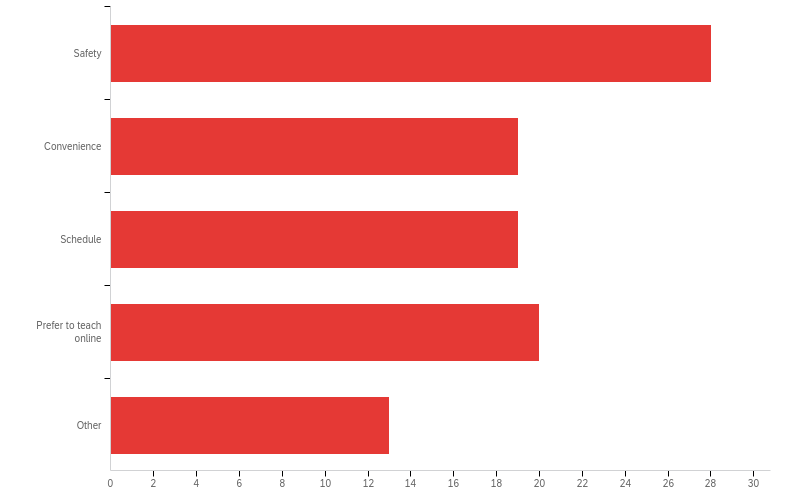 Safety
Convenience
Schedule
Prefer to teach
online
Other
0 2 4 6 8 10 12 14 16 18 20 22 24 26 28 30